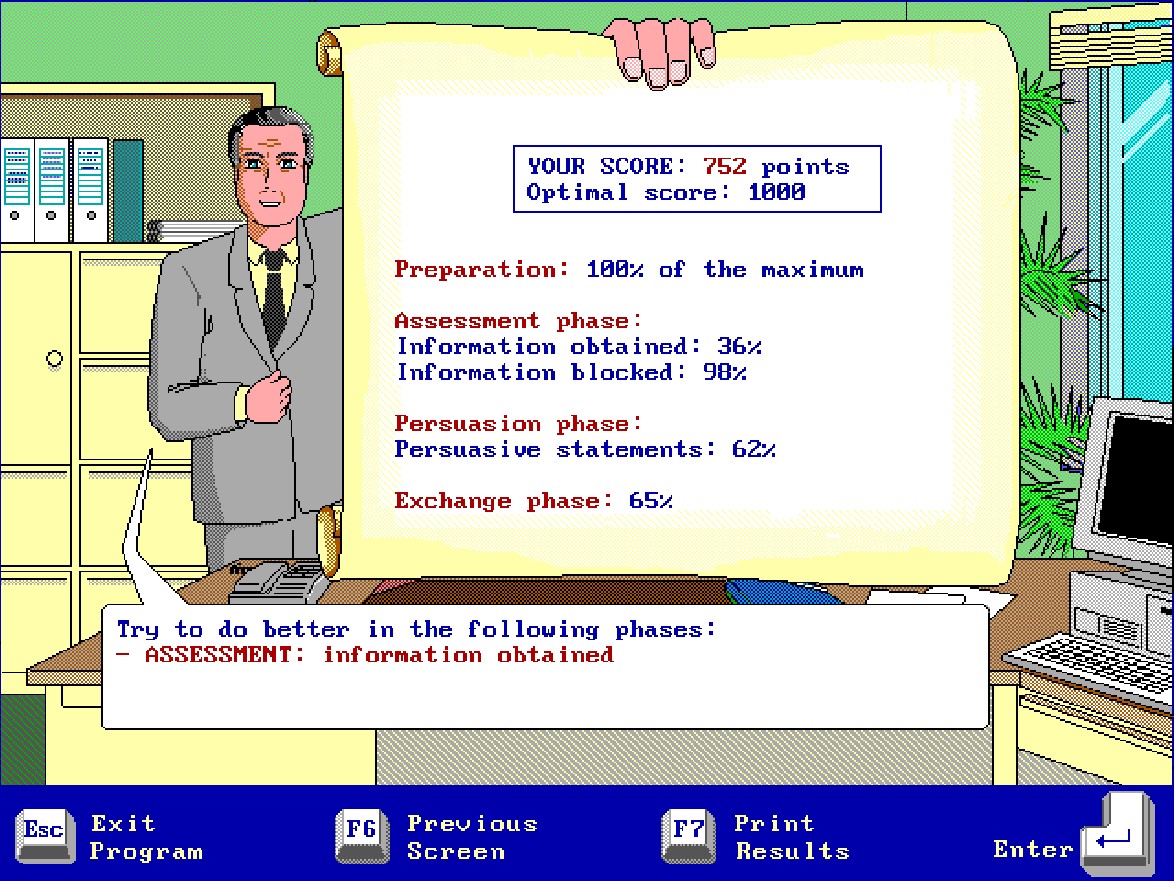 YOUR SCORE: 752 points
Optimal score: 1000
Preparation: 100% of the maximum
Assessment phase:
Information obtained: 36%
Information blocked: 98%
Persuasion phase:
Persuasive statements: 62%
Exchange phase: 65%
Try to do better in the following phases:
- ASSESSMENT: information obtained
Esc Exit Program
F6 Previous Screen
F7 Print Results
Enter